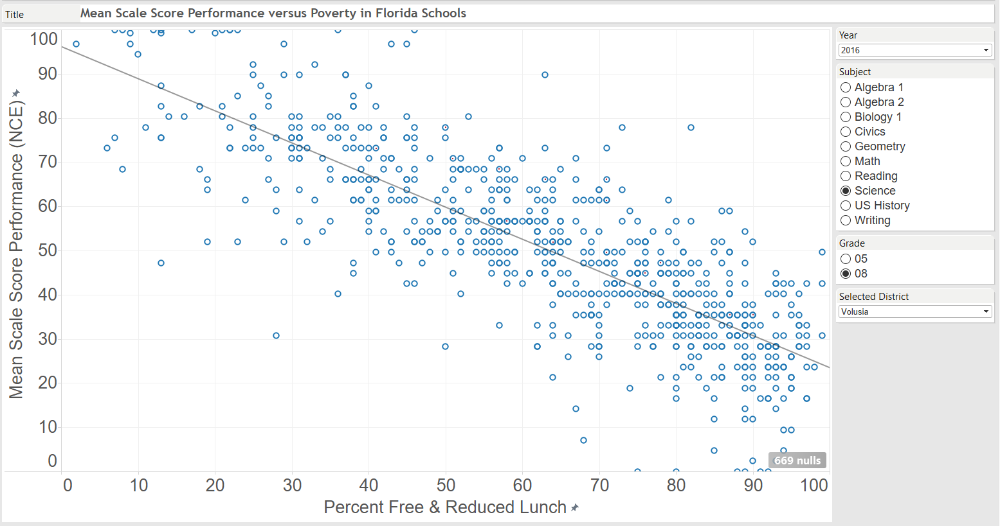 Title
Mean Scale Score Performance versus Poverty in Florida Schools
Mean Scale Score Performance (NCE)
100
90
80
70
60
50
40
30
20
10
0
0 10 20 30 40 50 60 70 80 90 100
Percent Free & Reduced Lunch
669 nulls
Year
2016
Subject
Algebra 1
Algebra 2
Biology 1
Civics
Geometry
Math
Reading
Science
US History
Writing
Grade
05
08
Selected District
Volusia